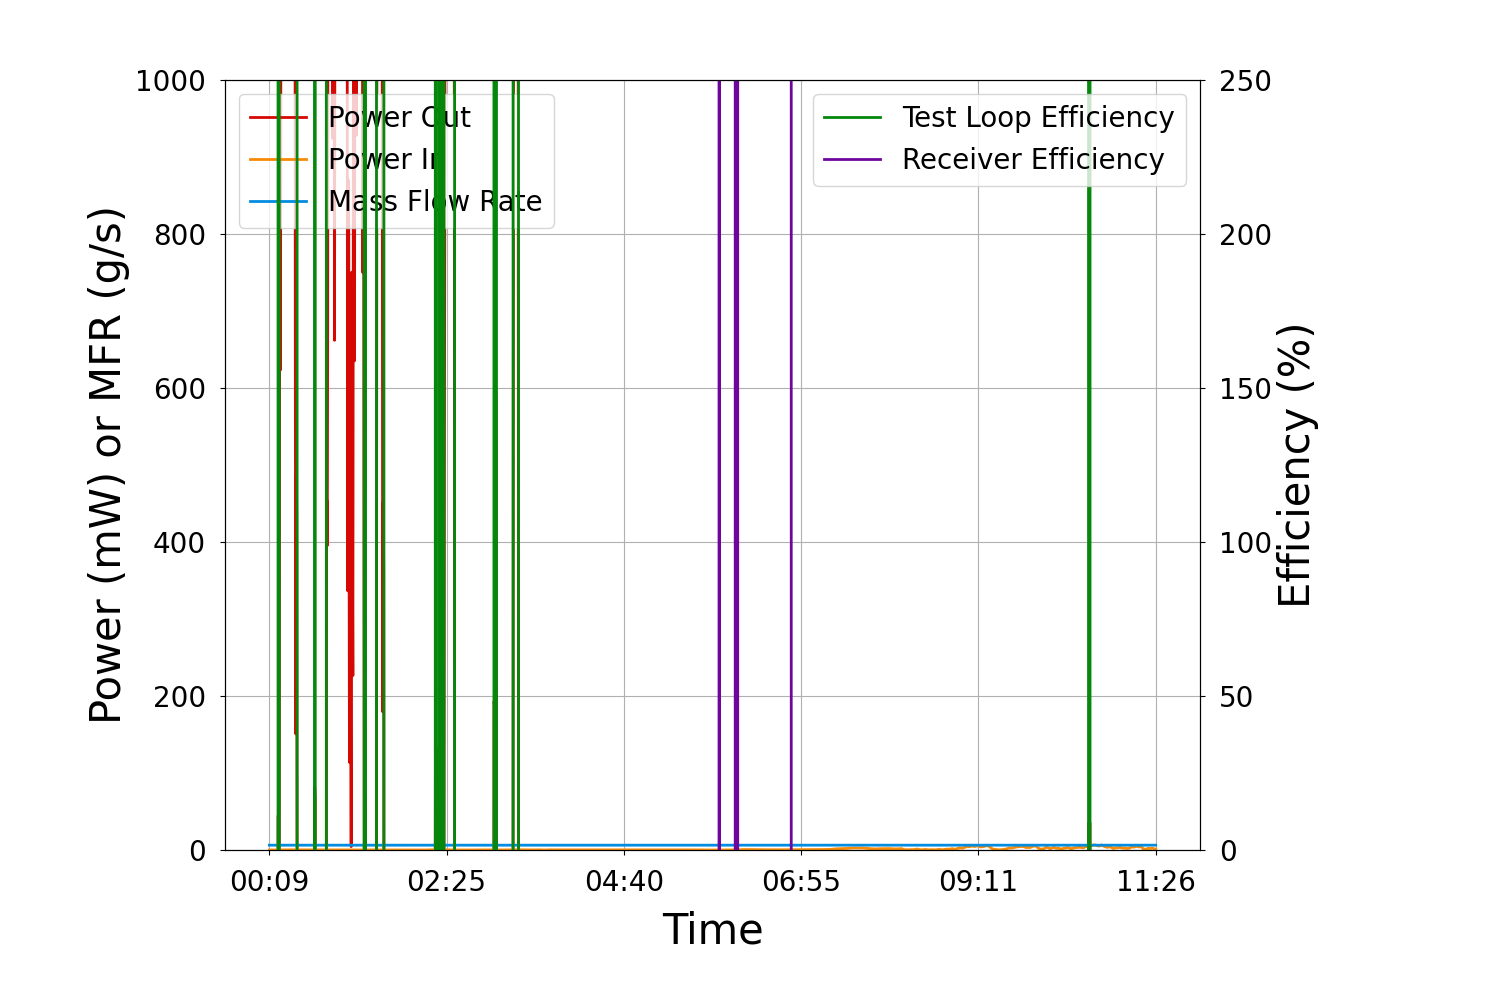 1000
800
600
400
200
0
Power (mW) or MFR (g/s)
Power Out
Power In
Mass Flow Rate
Test Loop Efficiency
Receiver Efficiency
250
200
150
100
50
0
Efficiency (%)
00:09 02:25 04:40 06:55 09:11 11:26
Time